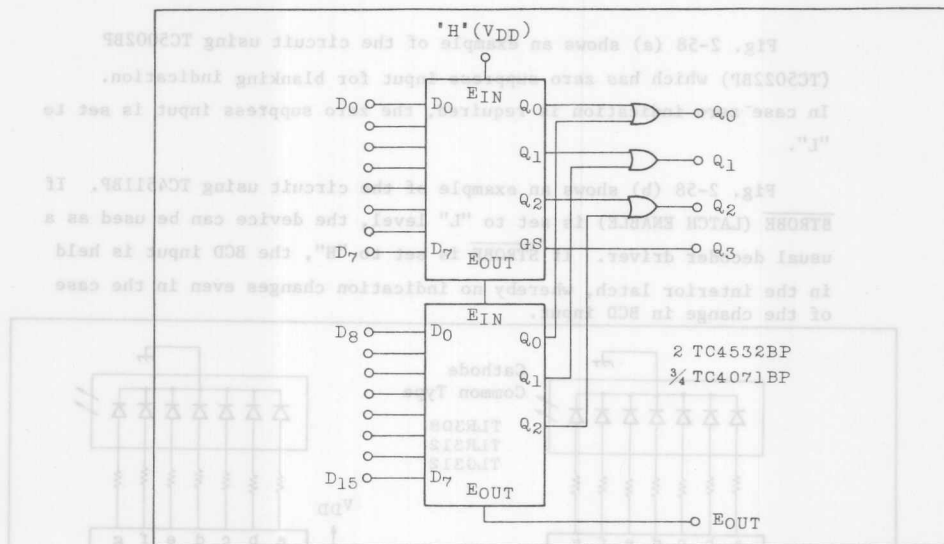 "H"(VDD)
EIN
D0 D0 Q0 Q0
Q1 Q1
Q2 Q2
GS Q3
D7 D7
EOUT
EIN
D8 D0 Q0
2 TC4532BP
Q1 3/4 TC4071BP
Q2
D15 D7
EOUT
EOUT
Fig. 2-58 (a) shows an example of the circuit using TC5002BP
(TC5022BP) which has zero suppress input for blanking indication.
In case zero indication is required, the zero suppress input is set to
"L".
Fig. 2-58 (b) shows an example of the circuit using TC4511BP. If
STROBE (LATCH ENABLE) is set to "L" level, the device can be used as a
usual decoder driver. If STROBE is set to "H", the BCD input is held
in the interior latch, whereby no indication changes even in the case
of the change in BCD input.
Cathode
Common Type
TLR312
VDD
a b c d e f g